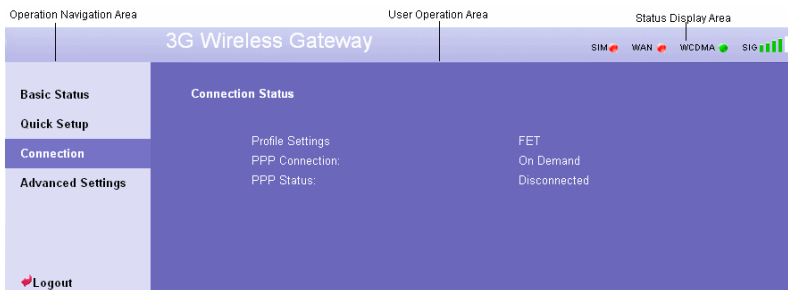 Operation Navigation Area User Operation Area Status Display Area
3G Wireless Gateway SIM WAN WCDMA SIG
Basic Status
Quick Setup
Connection
Advanced Settings
Logout
Connection Status
Profile Settings FET
PPP Connection: On Demand
PPP Status: Disconnected